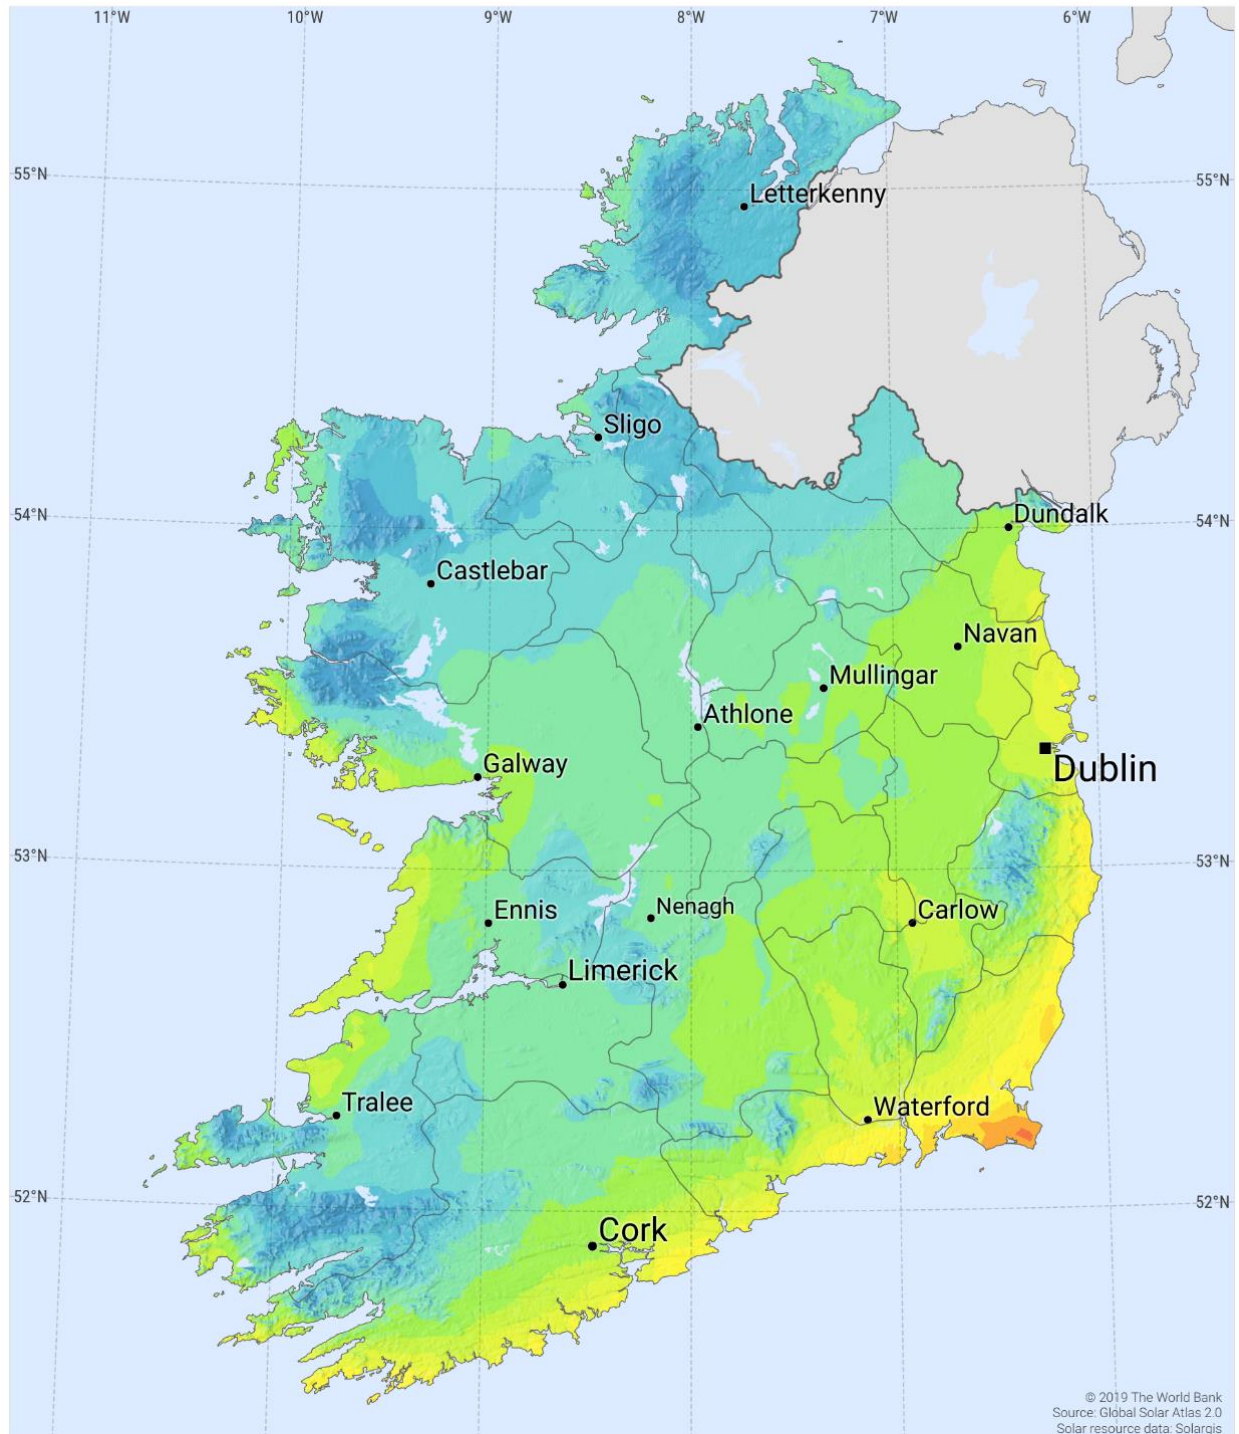 11°W 10°W 9°W 8°W 7°W 6°W
55°N 55°N
Letterkenny
Sligo
54°N 54°N
Dundalk
Castlebar
Navan
Mullingar
Athlone
Galway
Dublin
53°N 53°N
Ennis
Nenagh
Carlow
Limerick
Tralee
Waterford
52°N 52°N
Cork
© 2019 The World Bank
Source: Global Solar Atlas 2.0
Solar resource data: Solargis